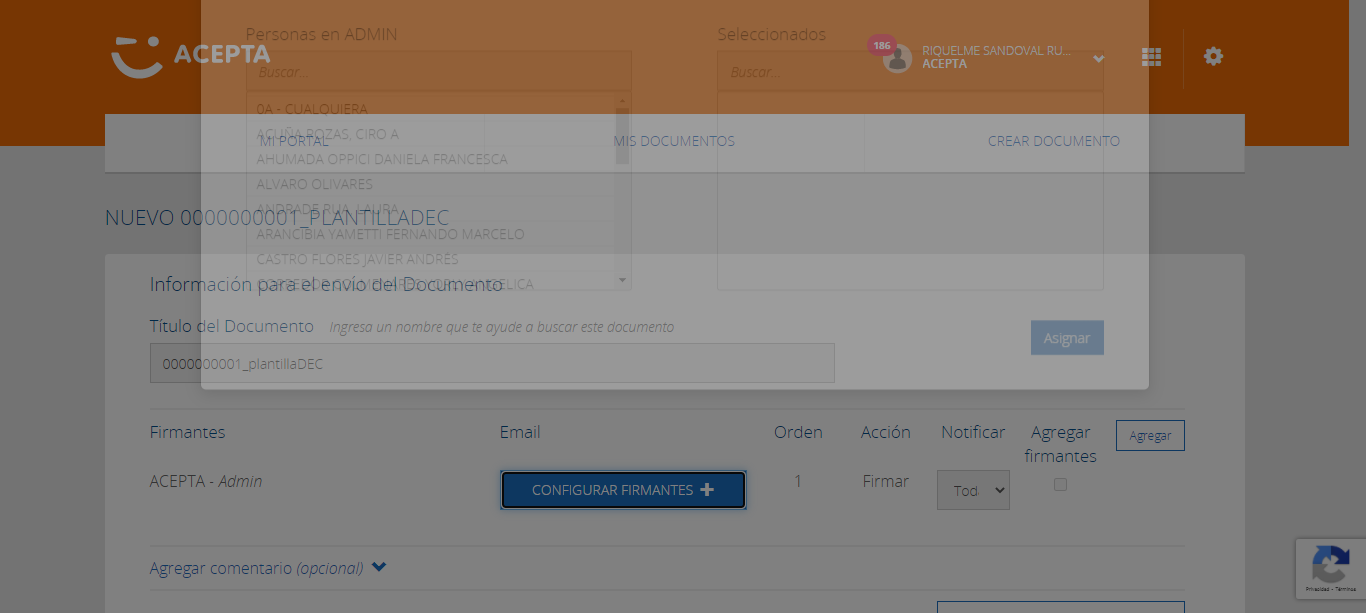 Personas en ADMIN
Seleccionados
ACEPTA
186
RIQUELME SANDOVAL RU...
ACEPTA
Buscar...
Buscar...
0A - CUALQUIERA
ACUÑA ROZAS, CIRO A
MI PORTAL
MIS DOCUMENTOS
CREAR DOCUMENTO
AHUMADA OPPICI DANIELA FRANCESCA
ALVARO OLIVARES
ANDRADE RUA, LAURA
NUEVO 0000000001_PLANTILLADEC
ARANCIBIA YAMETTI FERNANDO MARCELO
CASTRO FLORES JAVIER ANDRÉS
Información para el envío del Documento
Título del Documento Ingresa un nombre que te ayude a buscar este documento
Asignar
0000000001_plantillaDEC
Firmantes
Email
Orden
Acción
Notificar
Agregar firmantes
Agregar
ACEPTA - Admin
CONFIGURAR FIRMANTES
1
Firmar
Tod
Agregar comentario (opcional)
Privacidad - Términos